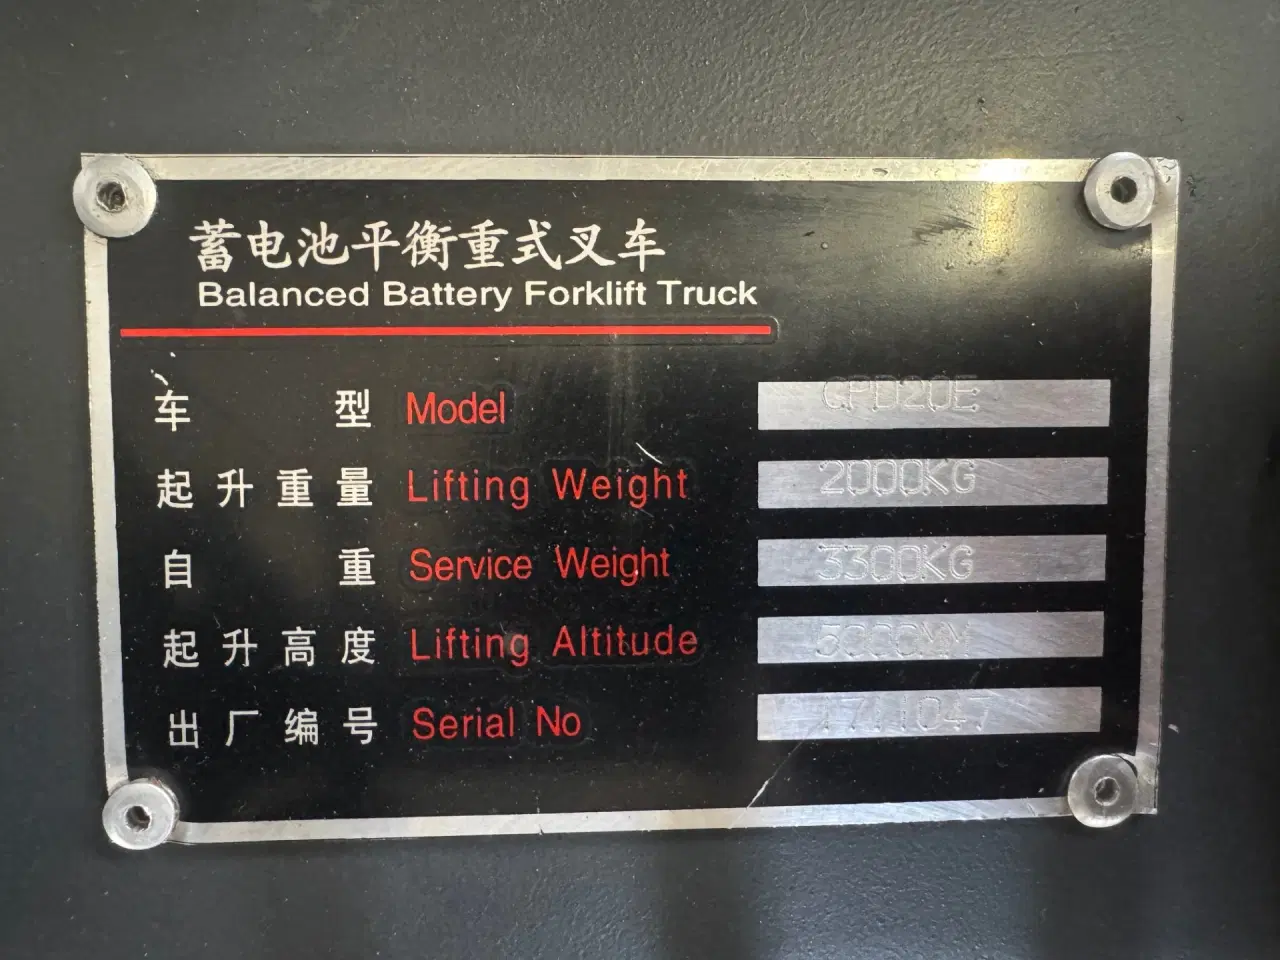 蓄电池平衡重式叉车
Balanced Battery Forklift Truck
车 型 Model CPD20E
起升重量 Lifting Weight 2000KG
自 重 Service Weight 3300KG
起升高度 Lifting Altitude 5000MM
出厂编号 Serial No 1711047